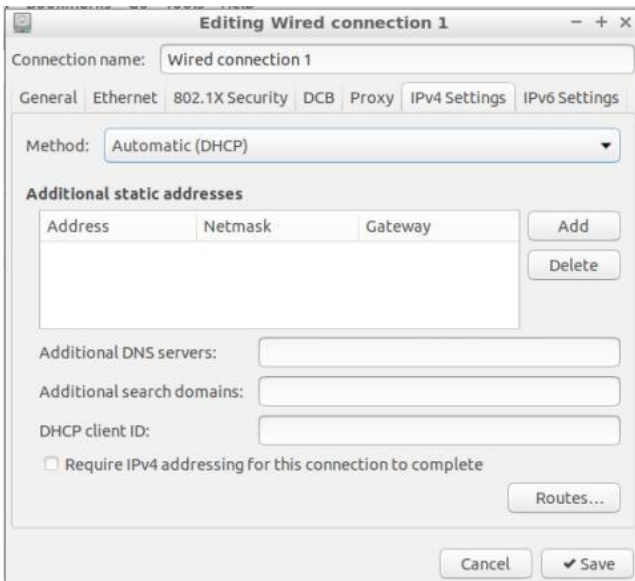 Editing Wired connection 1
Connection name: Wired connection 1
General Ethernet 802.1X Security DCB Proxy IPv4 Settings IPv6 Settings
Method: Automatic (DHCP)
Additional static addresses
Address Netmask Gateway Add
Delete
Additional DNS servers:
Additional search domains:
DHCP client ID:
Require IPv4 addressing for this connection to complete
Routes...
Cancel Save